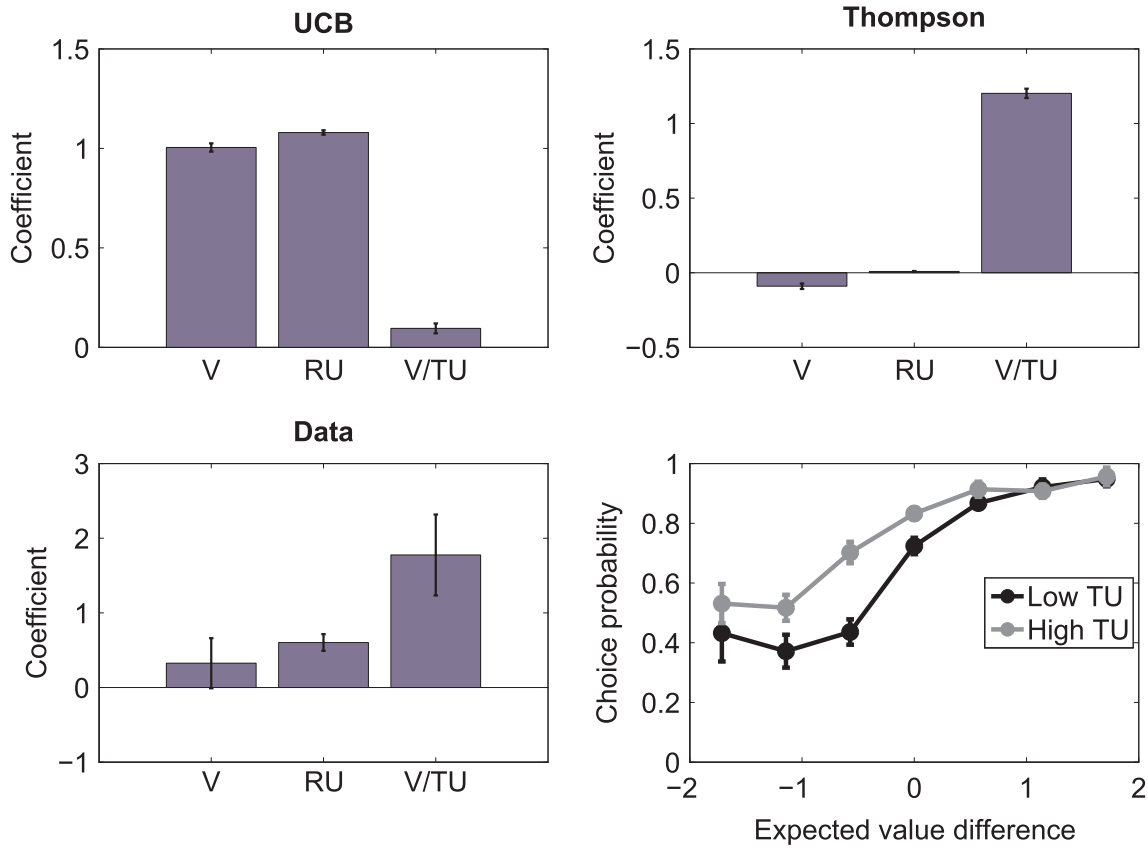 UCB
Coefficient
1.5
1
0.5
0
V RU V/TU
Thompson
Coefficient
1.5
1
0.5
0
−0.5
V RU V/TU
Data
Coefficient
3
2
1
0
−1
V RU V/TU
Choice probability
1
0.8
0.6
0.4
0.2
0
Low TU
High TU
−2 −1 0 1 2
Expected value difference